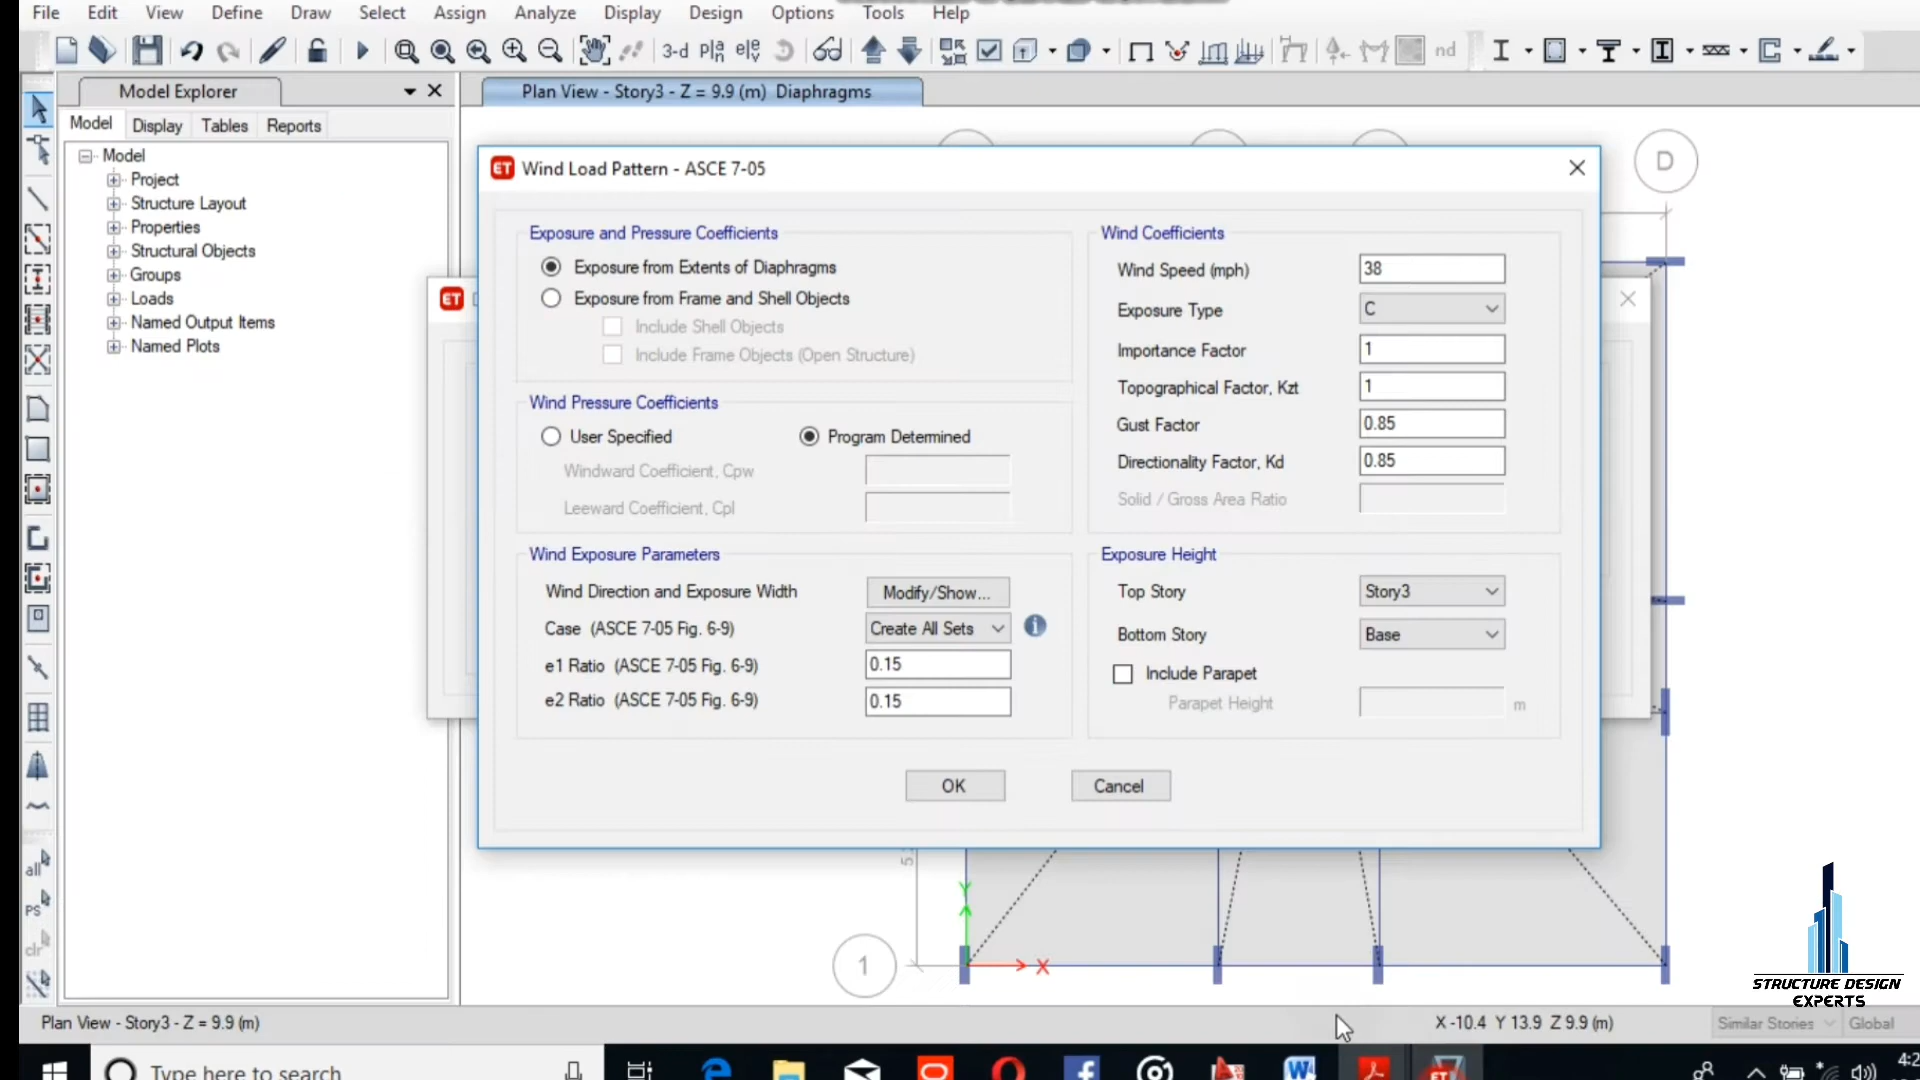 File Edit View Define Draw Select Assign Analyze Display Design Options Tools Help
3-d Pla̲n ele̲v nd
Model Explorer
Plan View - Story3 - Z = 9.9 (m) Diaphragms
Model Display Tables Reports
Model
Project
Structure Layout
Properties
Structural Objects
Groups
Loads
Named Output Items
Named Plots
D
ET Wind Load Pattern - ASCE 7-05
Exposure and Pressure Coefficients
Exposure from Extents of Diaphragms
Exposure from Frame and Shell Objects
Include Shell Objects
Include Frame Objects (Open Structure)
Wind Pressure Coefficients
User Specified Program Determined
Windward Coefficient, Cpw
Leeward Coefficient, Cpl
Wind Exposure Parameters
Wind Direction and Exposure Width Modify/Show...
Case (ASCE 7-05 Fig. 6-9) Create All Sets
e1 Ratio (ASCE 7-05 Fig. 6-9) 0.15
e2 Ratio (ASCE 7-05 Fig. 6-9) 0.15
Wind Coefficients
Wind Speed (mph) 38
Exposure Type C
Importance Factor 1
Topographical Factor, Kzt 1
Gust Factor 0.85
Directionality Factor, Kd 0.85
Solid / Gross Area Ratio
Exposure Height
Top Story Story3
Bottom Story Base
Include Parapet
Parapet Height m
OK Cancel
ET
all
PS
clr
Y
X
1
STRUCTURE DESIGN
EXPERTS
Plan View - Story3 - Z = 9.9 (m)
X -10.4 Y 13.9 Z 9.9 (m)
Similar Stories Global
Type here to search